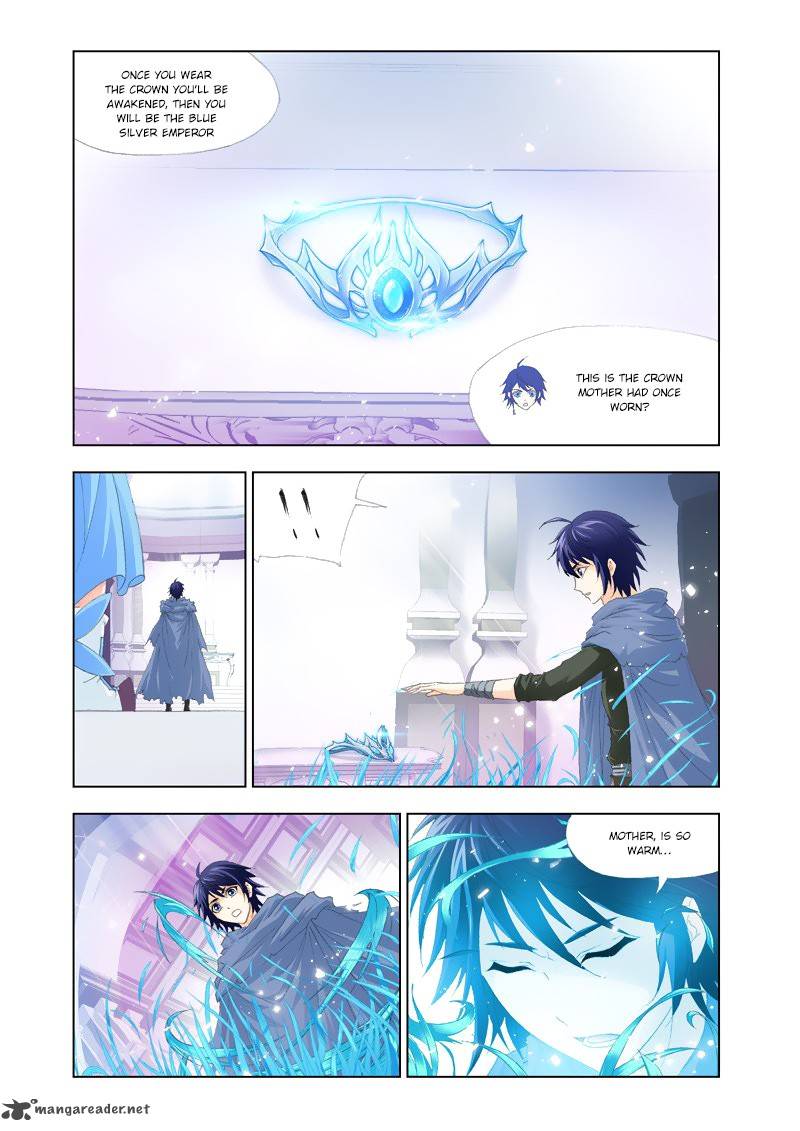 ONCE YOU WEAR
THE CROWN YOU'LL BE
AWAKENED, THEN YOU
WILL BE THE BLUE
SILVER EMPEROR
THIS IS THE CROWN
MOTHER HAD ONCE
WORN?
!!
MOTHER, IS SO
WARM...
mangareader.net